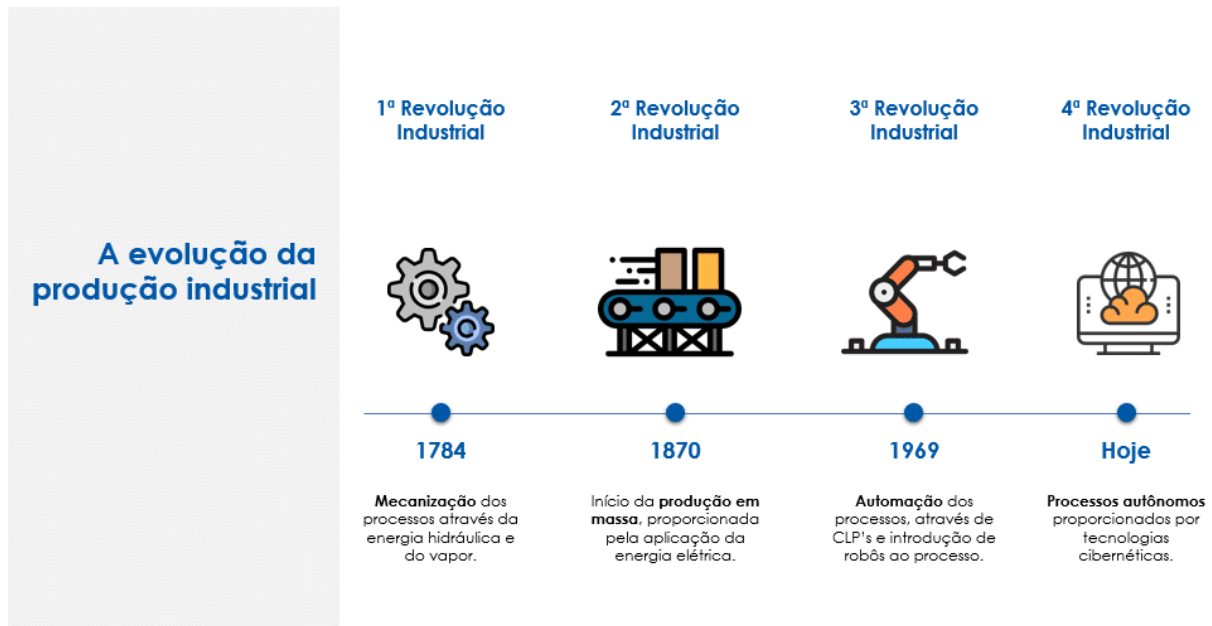 A evolução da
produção industrial
1ª Revolução
Industrial
2ª Revolução
Industrial
3ª Revolução
Industrial
4ª Revolução
Industrial
1784
1870
1969
Hoje
Mecanização dos
processos através da
energia hidráulica e
do vapor.
Início da produção em
massa, proporcionada
pela aplicação da
energia elétrica.
Automação dos
processos, através de
CLP's e introdução de
robôs ao processo.
Processos autônomos
proporcionados por
tecnologias
cibernéticas.